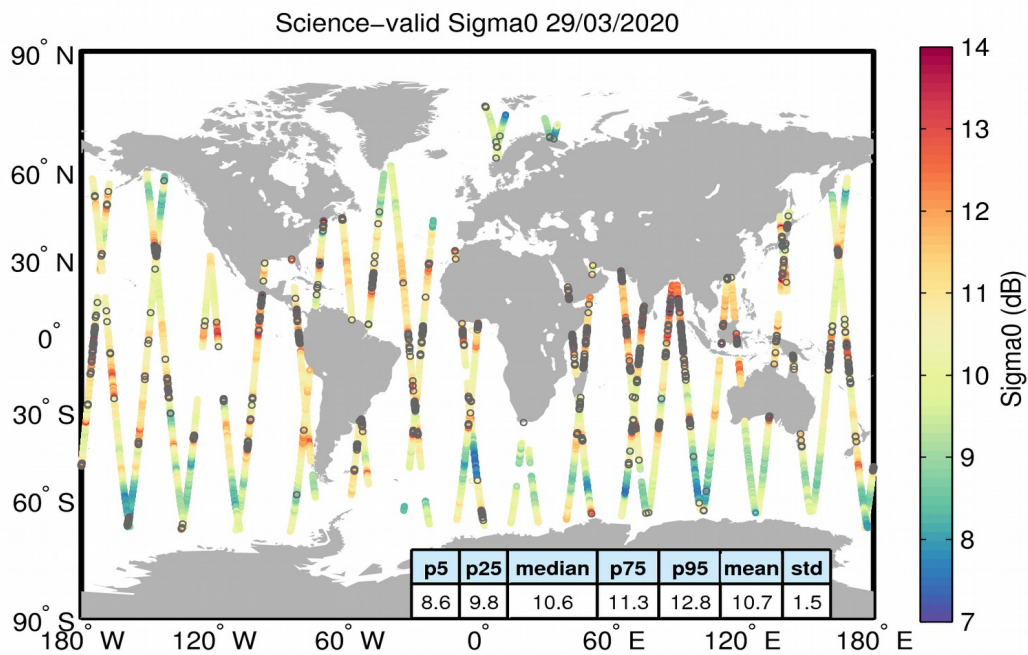 Science−valid Sigma0 29/03/2020
90° N
60° N
30° N
0°
30° S
60° S
90° S
180° W
120° W
60° W
0°
60° E
120° E
180° E
14
13
12
11
10
9
8
7
Sigma0 (dB)
p5 p25 median p75 p95 mean std
8.6 9.8 10.6 11.3 12.8 10.7 1.5